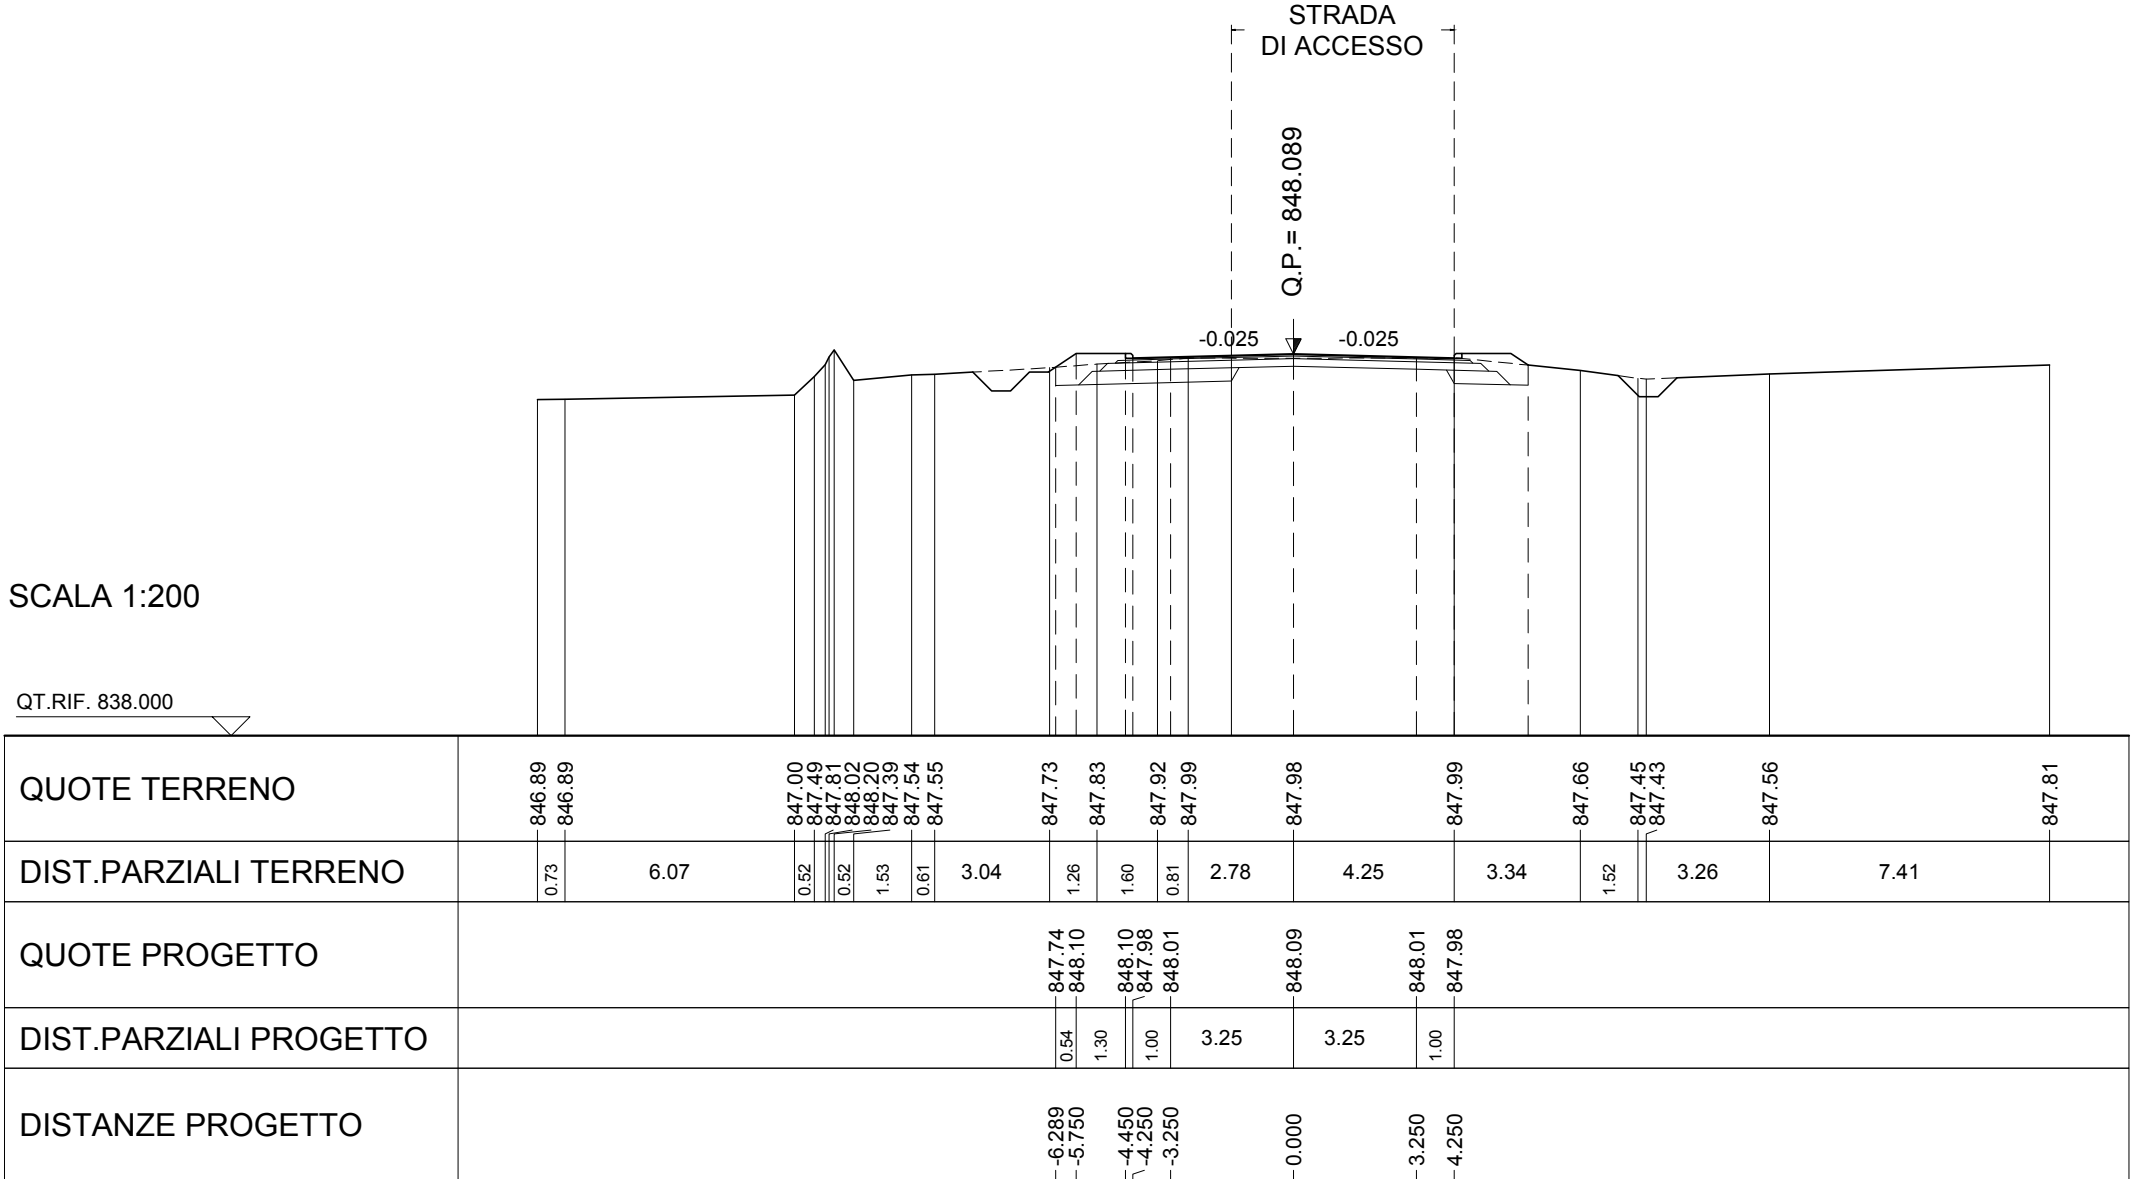 STRADA
DI ACCESSO
Q.P.= 848.089
-0.025 -0.025
SCALA 1:200
QT.RIF. 838.000
QUOTE TERRENO 846.89 846.89 847.00 847.49 847.81 848.02 848.20 847.39 847.54 847.55 847.73 847.83 847.92 847.99 847.98 847.99 847.66 847.45 847.43 847.56 847.81
DIST.PARZIALI TERRENO 0.73 6.07 0.52 0.52 1.53 0.61 3.04 1.26 1.60 0.81 2.78 4.25 3.34 1.52 3.26 7.41
QUOTE PROGETTO 847.74 848.10 848.10 847.98 848.01 848.09 848.01 847.98
DIST.PARZIALI PROGETTO 0.54 1.30 1.00 3.25 3.25 1.00
DISTANZE PROGETTO -6.289 -5.750 -4.450 -4.250 -3.250 0.000 3.250 4.250